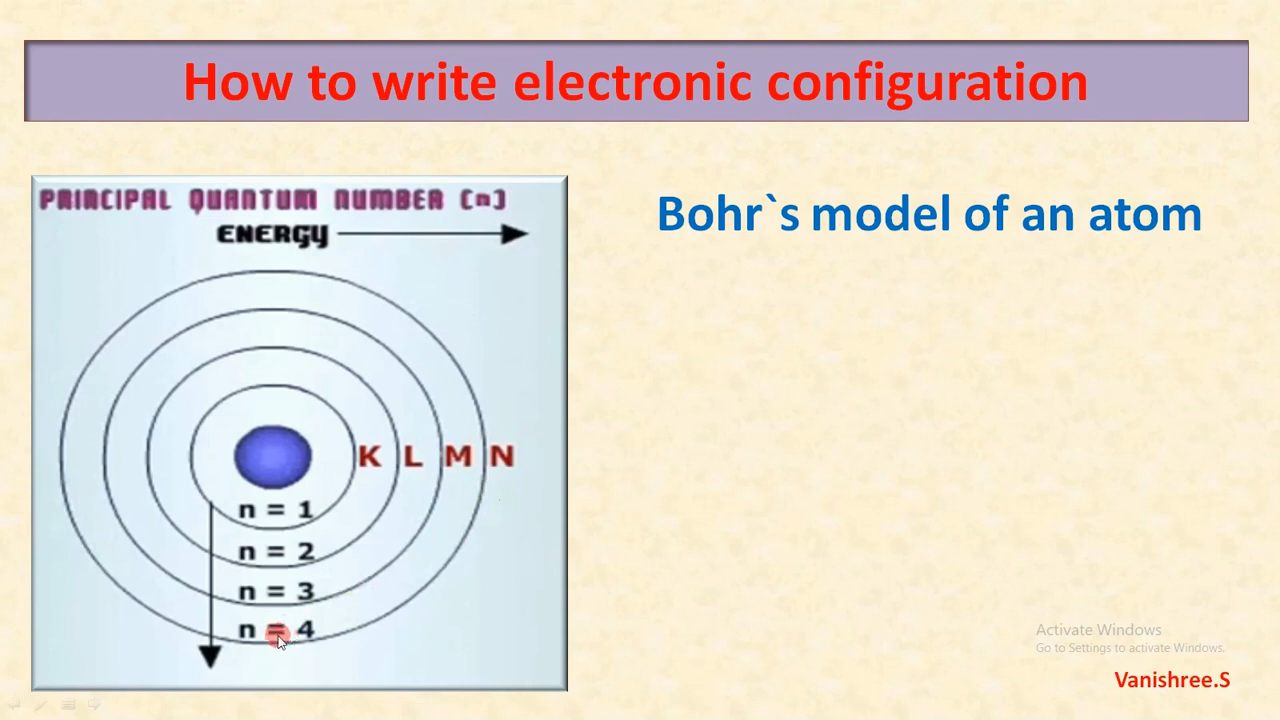 How to write electronic configuration
PRINCIPAL QUANTUM NUMBER (n)
ENERGY
K L M N
n = 1
n = 2
n = 3
n = 4
Bohr`s model of an atom
Activate Windows
Go to Settings to activate Windows.
Vanishree.S